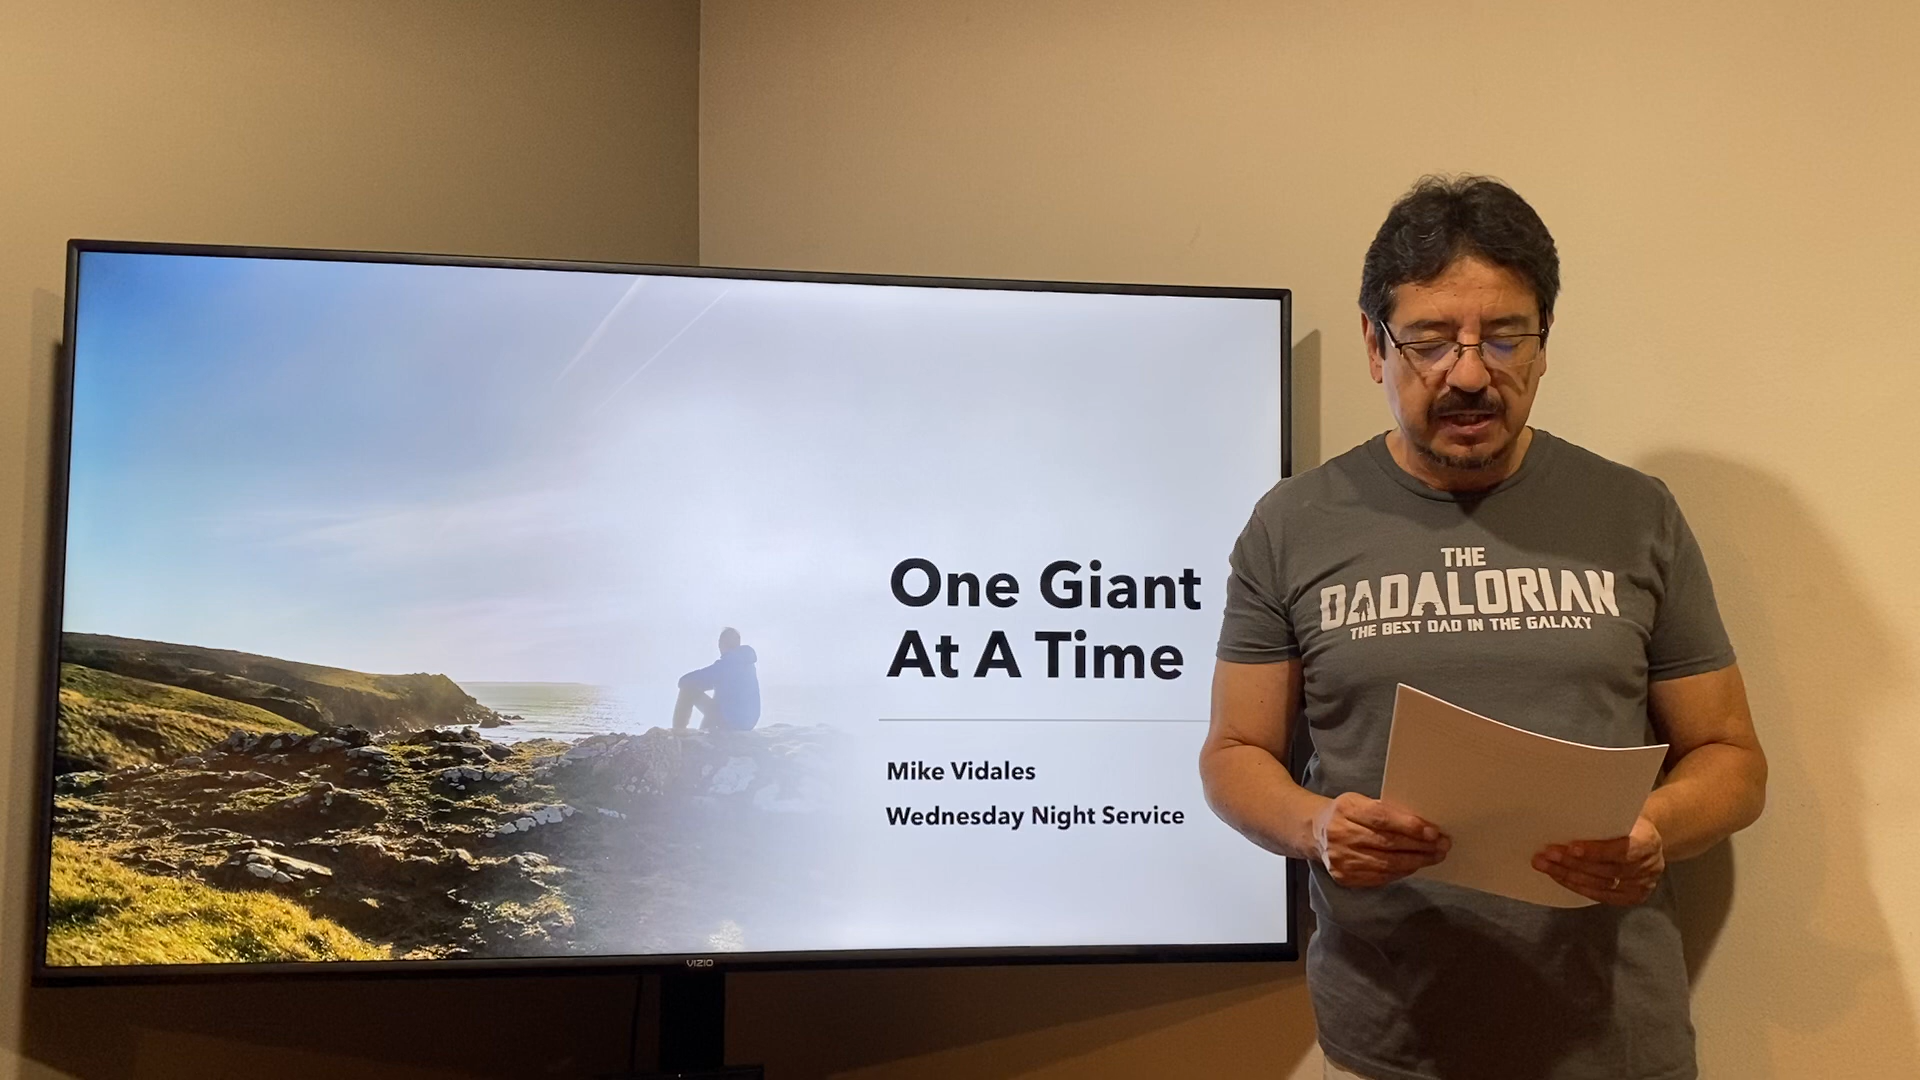 One Giant
At A Time
Mike Vidales
Wednesday Night Service
VIZIO
THE
DADALORIAN
THE BEST DAD IN THE GALAXY